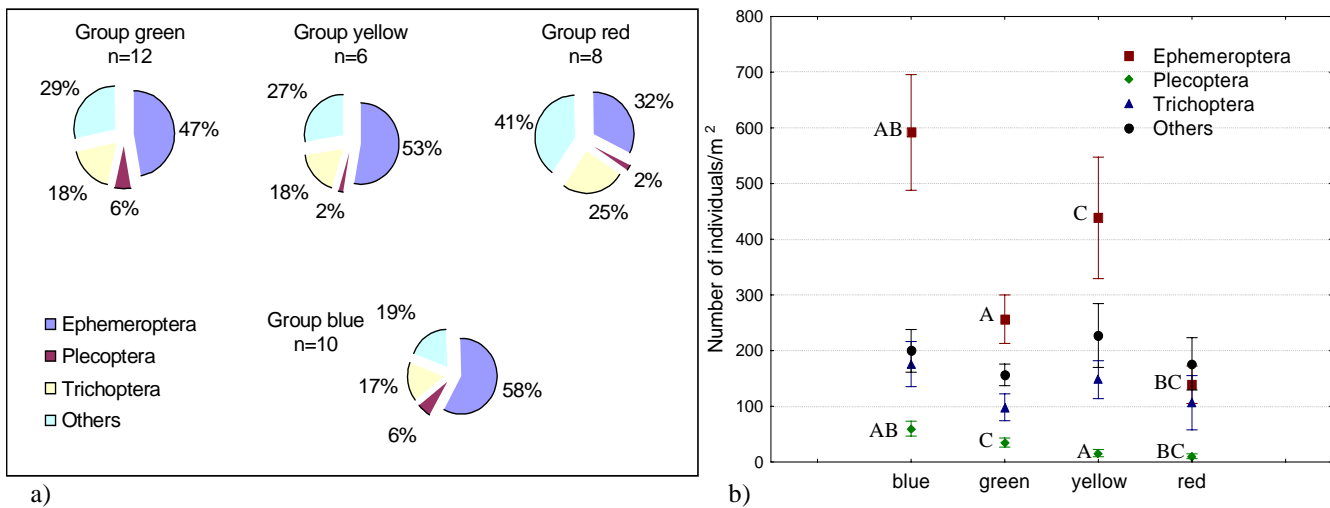 Group green
n=12
29%
47%
18%
6%
Group yellow
n=6
27%
53%
18%
2%
Group red
n=8
41%
32%
2%
25%
Group blue
n=10
19%
58%
17%
6%
Ephemeroptera
Plecoptera
Trichoptera
Others
a)
Number of individuals/m²
800
700
600
500
400
300
200
100
0
Ephemeroptera
Plecoptera
Trichoptera
Others
AB
A
C
BC
AB
C
A
BC
blue green yellow red
b)